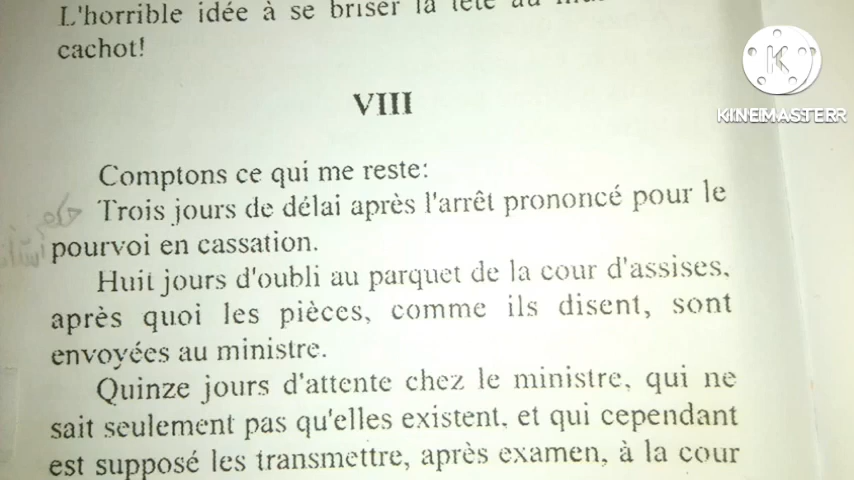 L'horrible idée à se briser la tête au
cachot!
VIII
Comptons ce qui me reste:
Trois jours de délai après l'arrêt prononcé pour le
pourvoi en cassation.
Huit jours d'oubli au parquet de la cour d'assises,
après quoi les pièces, comme ils disent, sont
envoyées au ministre.
Quinze jours d'attente chez le ministre, qui ne
sait seulement pas qu'elles existent, et qui cependant
est supposé les transmettre, après examen, à la cour
K
KINEMASTER